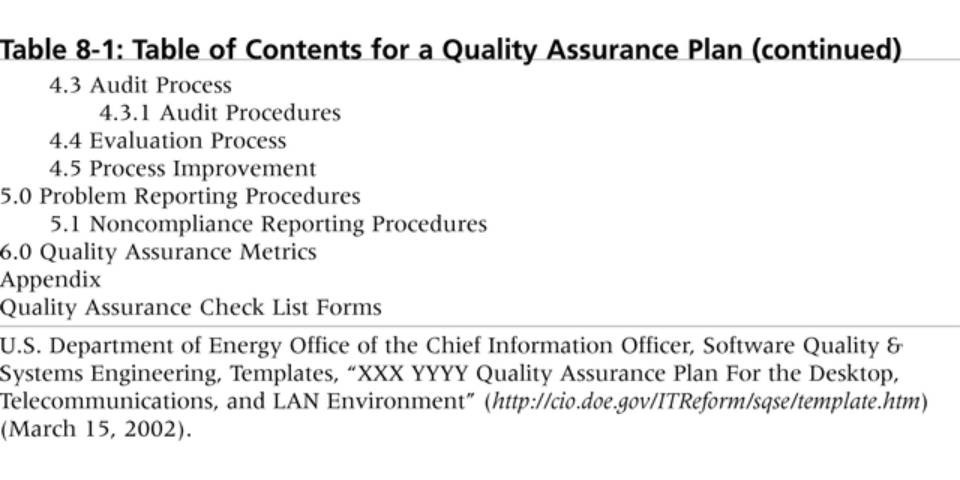 Table 8-1: Table of Contents for a Quality Assurance Plan (continued)
4.3 Audit Process
4.3.1 Audit Procedures
4.4 Evaluation Process
4.5 Process Improvement
5.0 Problem Reporting Procedures
5.1 Noncompliance Reporting Procedures
6.0 Quality Assurance Metrics
Appendix
Quality Assurance Check List Forms
U.S. Department of Energy Office of the Chief Information Officer, Software Quality &
Systems Engineering, Templates, “XXX YYYY Quality Assurance Plan For the Desktop,
Telecommunications, and LAN Environment” (http://cio.doe.gov/ITReform/sqse/template.htm)
(March 15, 2002).